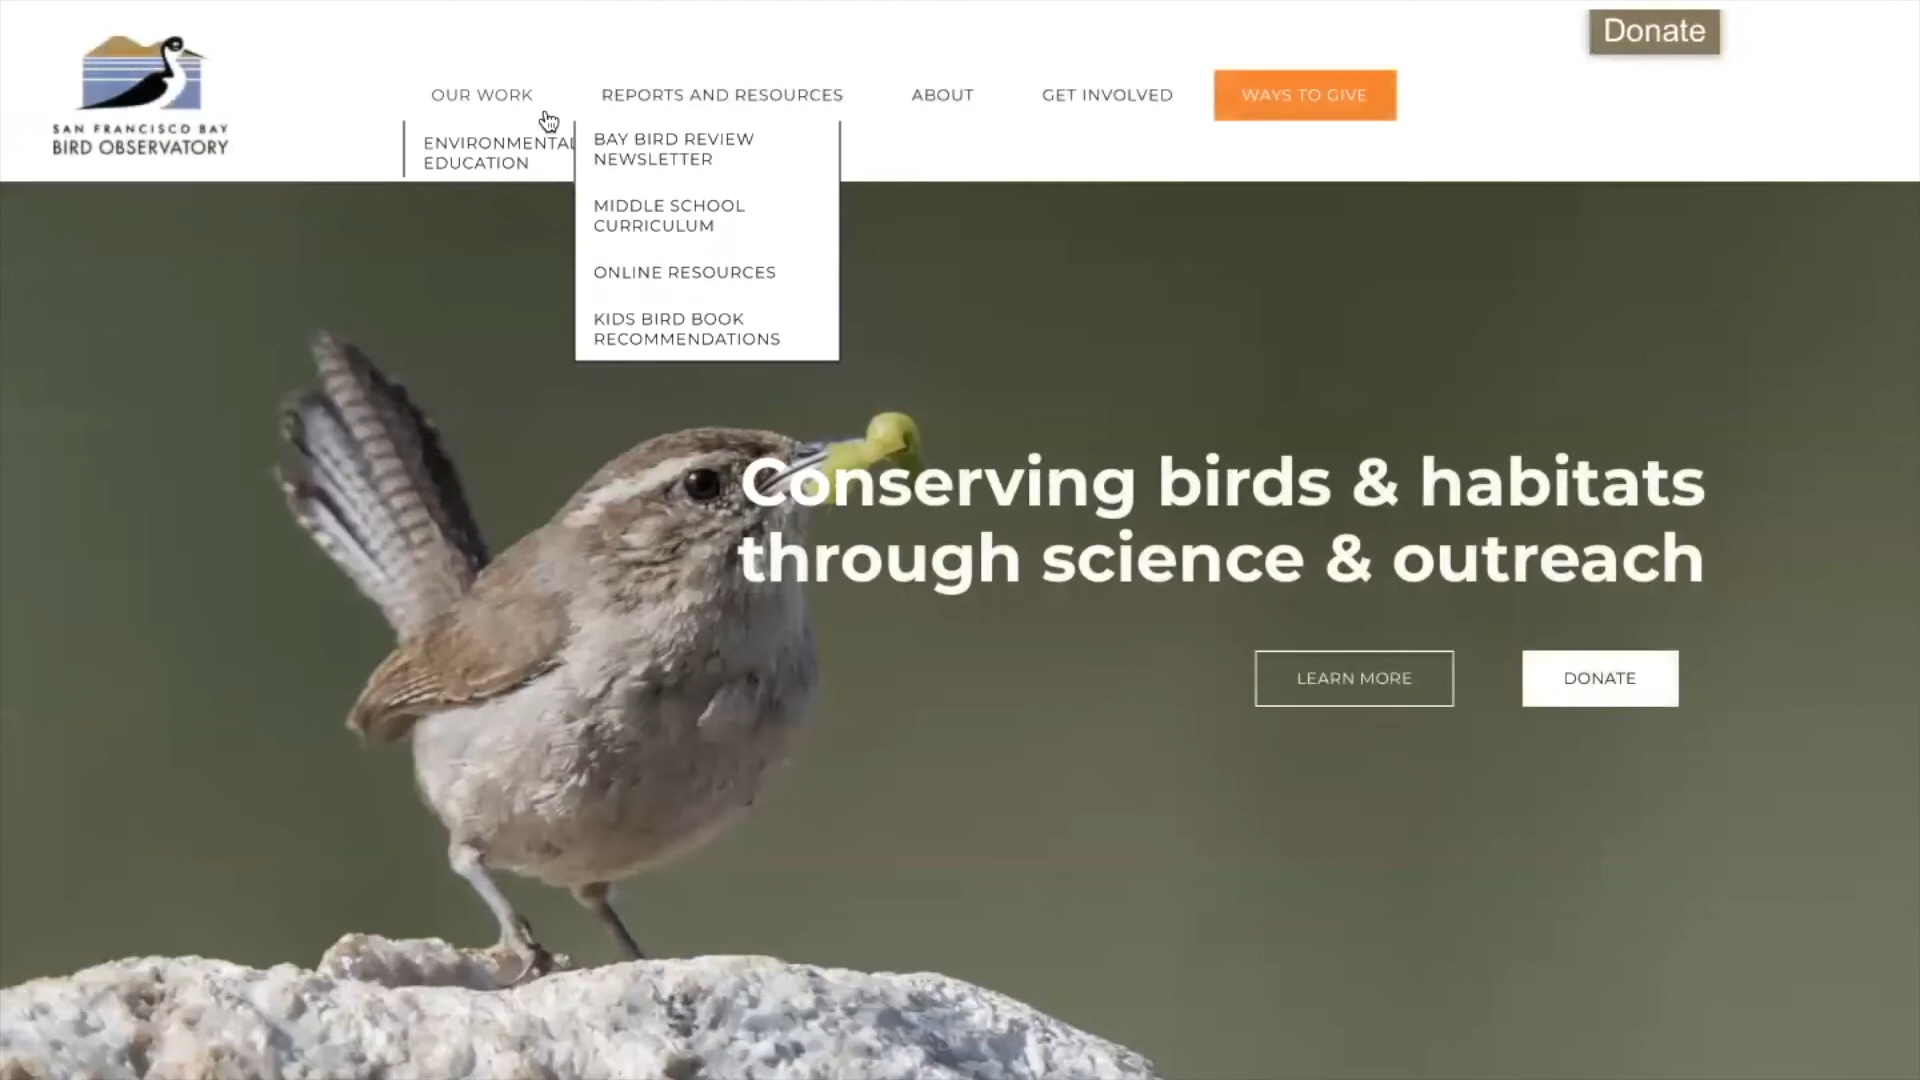 Donate
SAN FRANCISCO BAY
BIRD OBSERVATORY
OUR WORK
REPORTS AND RESOURCES
ABOUT
GET INVOLVED
WAYS TO GIVE
ENVIRONMENTAL
EDUCATION
BAY BIRD REVIEW
NEWSLETTER
MIDDLE SCHOOL
CURRICULUM
ONLINE RESOURCES
KIDS BIRD BOOK
RECOMMENDATIONS
Conserving birds & habitats
through science & outreach
LEARN MORE
DONATE